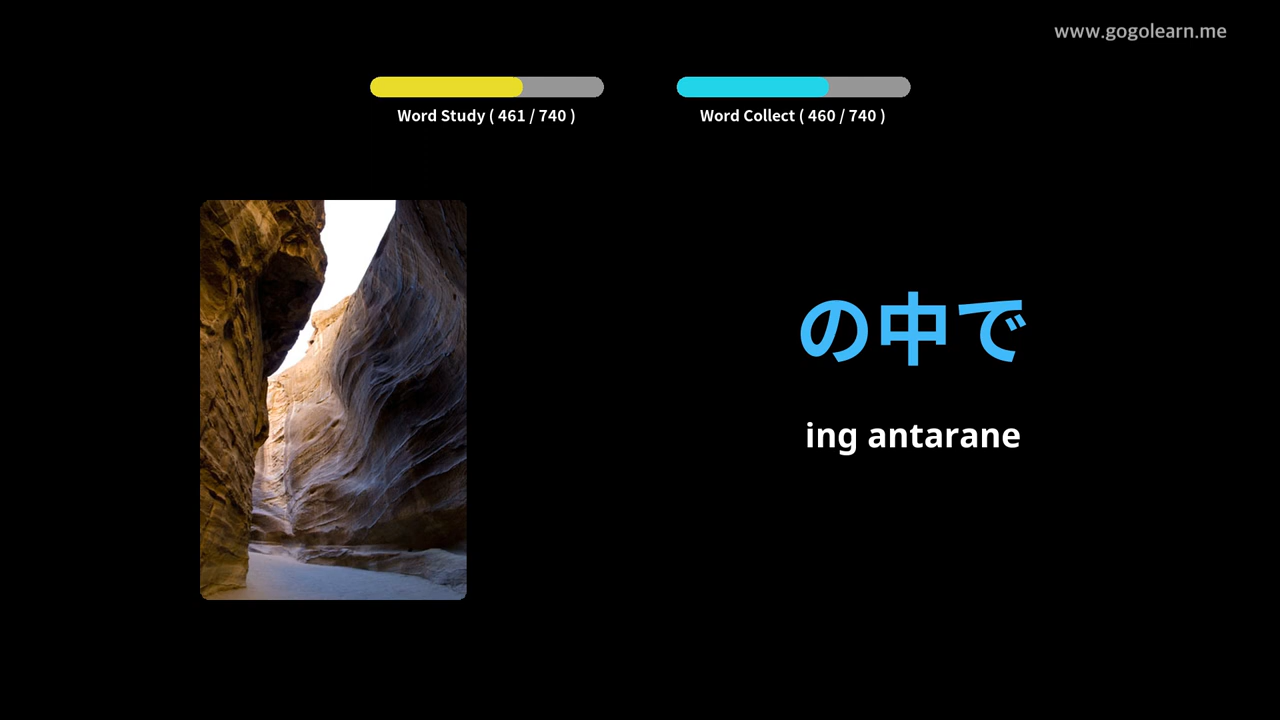 www.gogolearn.me
Word Study ( 461 / 740 )
Word Collect ( 460 / 740 )
の中で
ing antarane